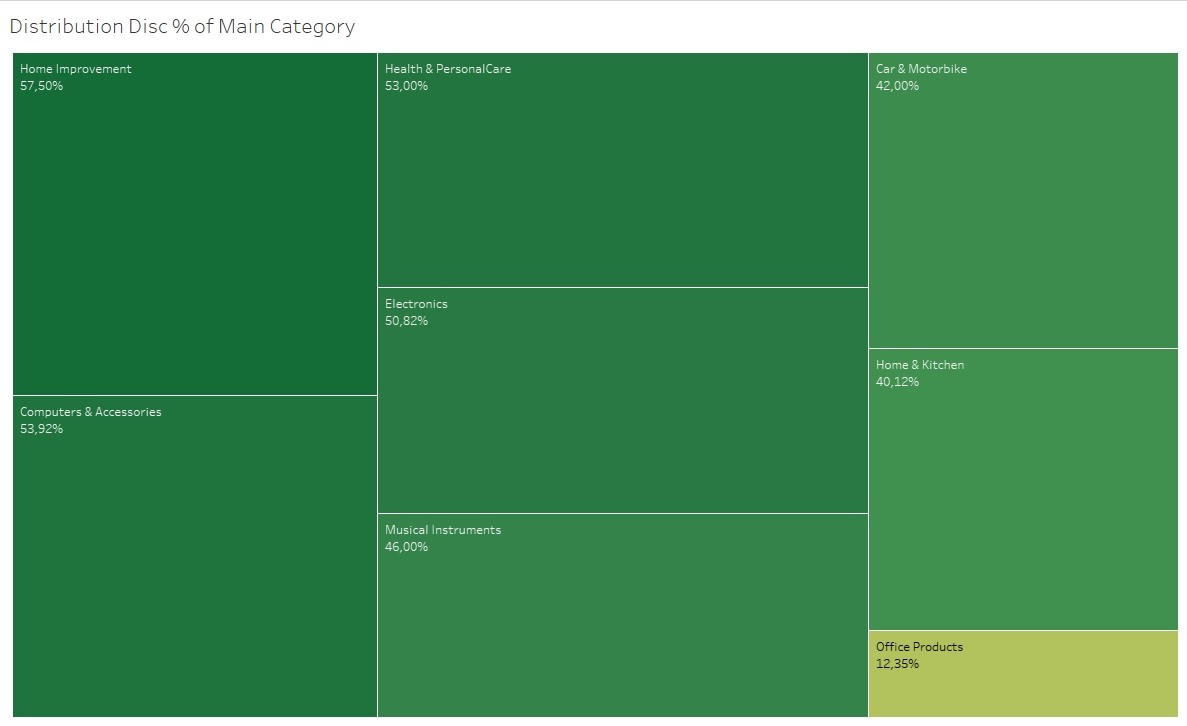 Distribution Disc % of Main Category
Home Improvement
57,50%
Computers & Accessories
53,92%
Health & PersonalCare
53,00%
Electronics
50,82%
Musical Instruments
46,00%
Car & Motorbike
42,00%
Home & Kitchen
40,12%
Office Products
12,35%